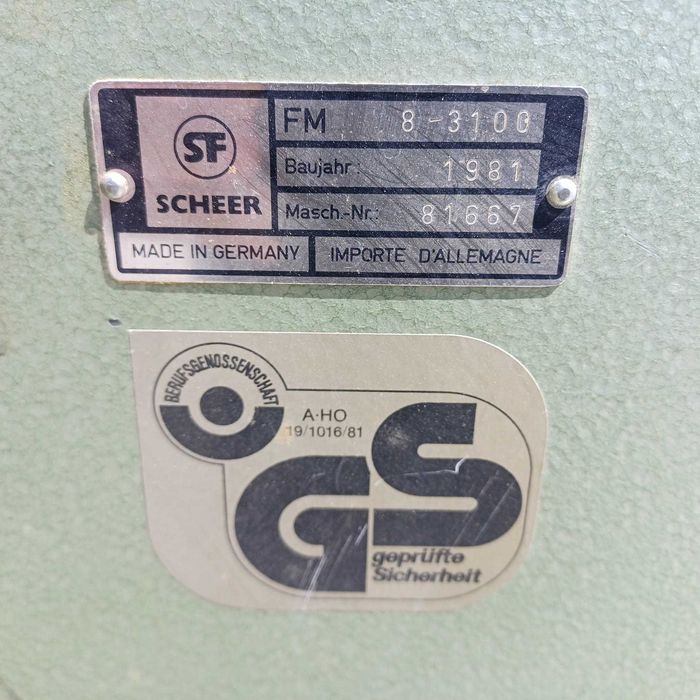 SF
SCHEER
FM 8-3100
Baujahr: 1981
Masch.-Nr.: 81667
MADE IN GERMANY
IMPORTE D'ALLEMAGNE
BERUFSGENOSSENSCHAFT
A·HO
19/1016/81
GS
geprüfte
Sicherheit